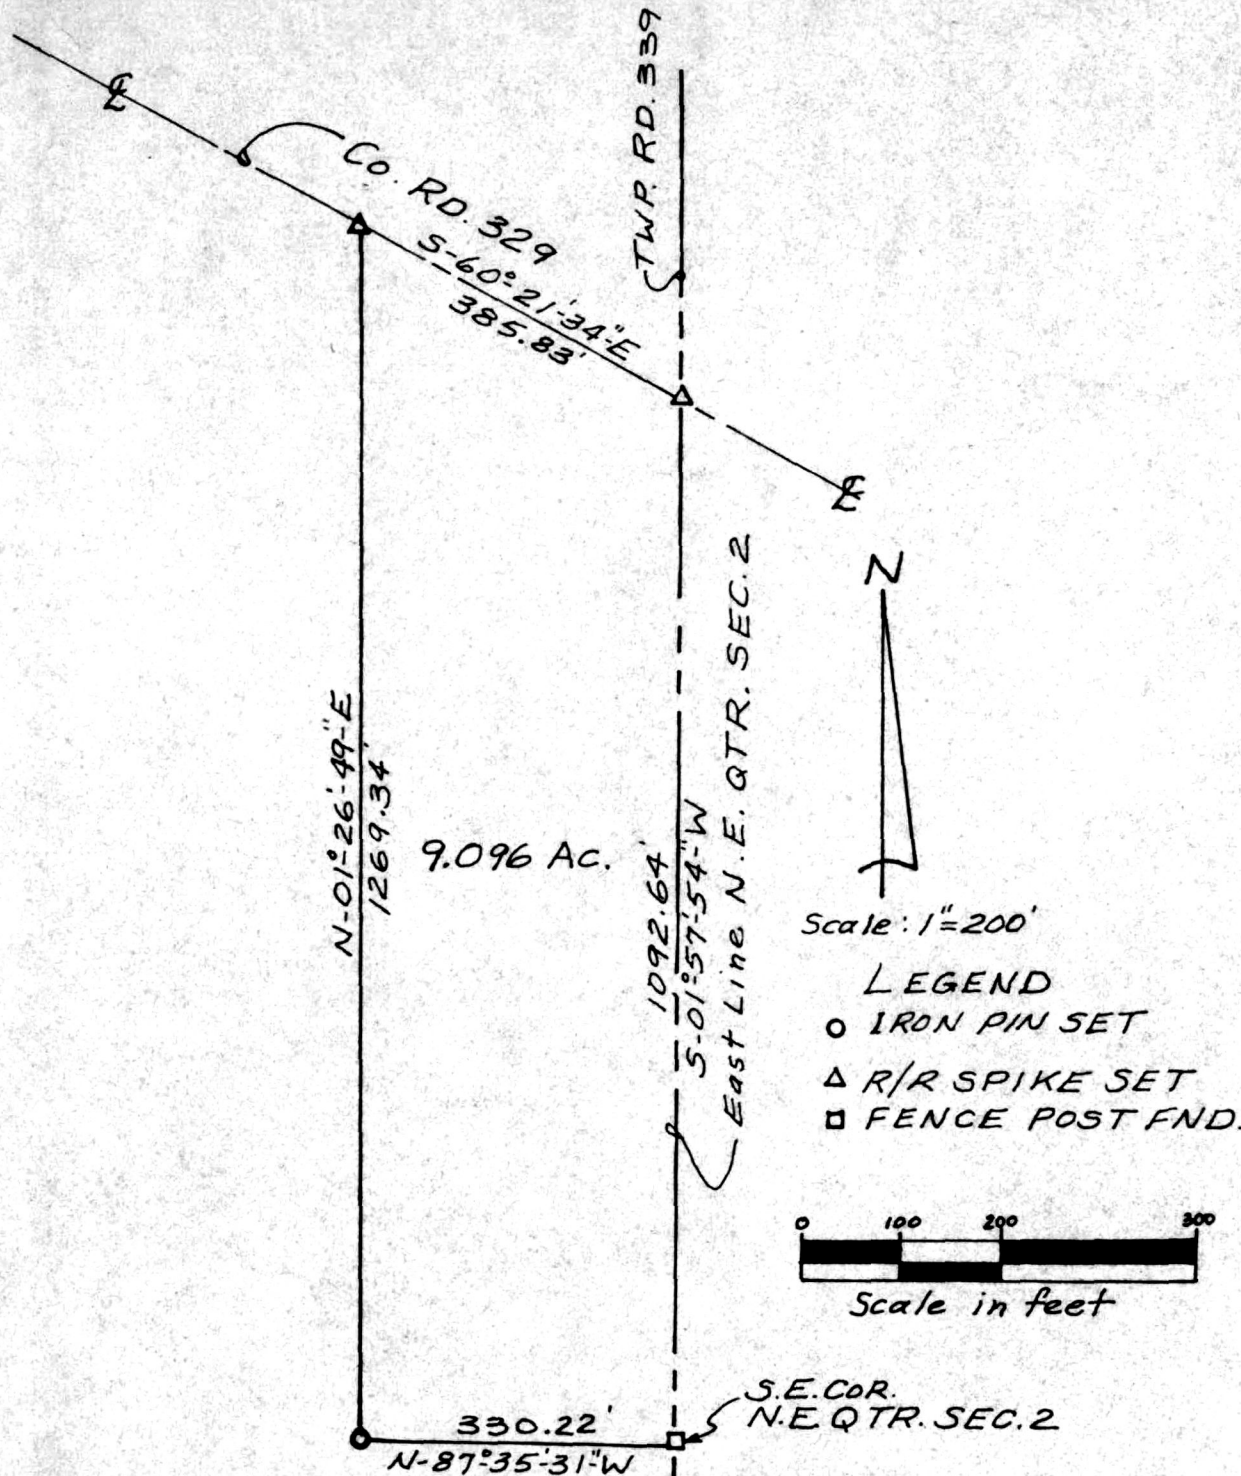 TWP. RD. 339
℄
Co. RD. 329
S-60°-21'-34"-E
385.83'
℄
N
N-01°-26'-49"-E
1269.34'
9.096 Ac.
1092.64'
S-01°-57'-54"-W
East Line N.E. QTR. SEC. 2
Scale: 1"=200'
LEGEND
IRON PIN SET
R/R SPIKE SET
FENCE POST FND.
0 100 200 300
Scale in feet
S.E. COR.
N.E. QTR. SEC. 2
330.22'
N-87°-35'-31"-W